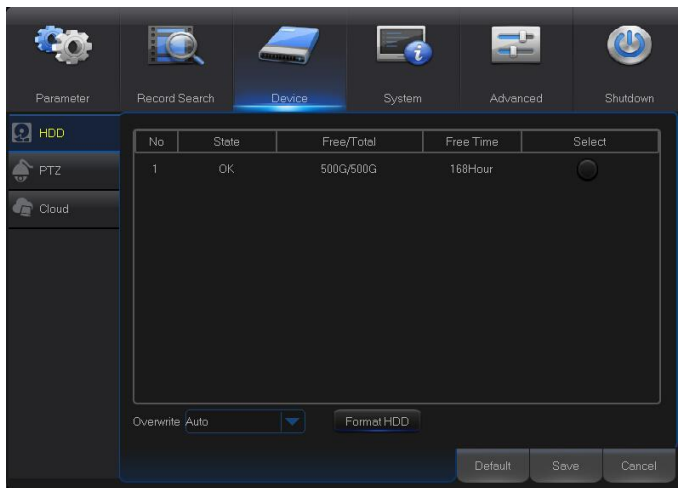 Parameter Record Search Device System Advanced Shutdown
HDD
PTZ
Cloud
No State Free/Total Free Time Select
1 OK 500G/500G 168Hour
Overwrite Auto Format HDD
Default Save Cancel